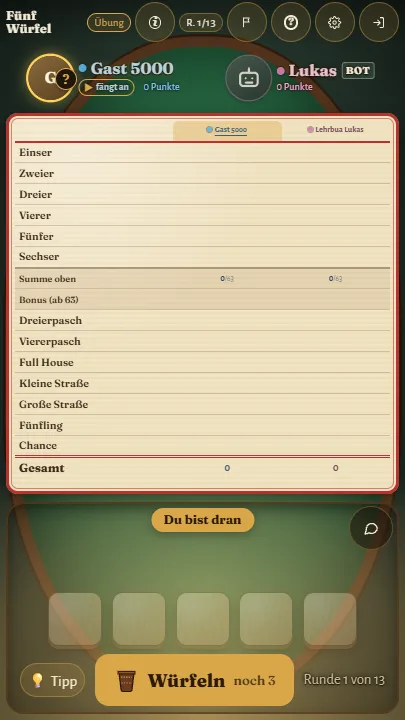 Fünf Würfel
Übung
R. 1/13
G
?
Gast 5000
▶ fängt an
0 Punkte
Lukas BOT
0 Punkte
Gast 5000
Lehrbua Lukas
Einser
Zweier
Dreier
Vierer
Fünfer
Sechser
Summe oben 0/63 0/63
Bonus (ab 63)
Dreierpasch
Viererpasch
Full House
Kleine Straße
Große Straße
Fünfling
Chance
Gesamt 0 0
Du bist dran
Tipp
Würfeln noch 3
Runde 1 von 13